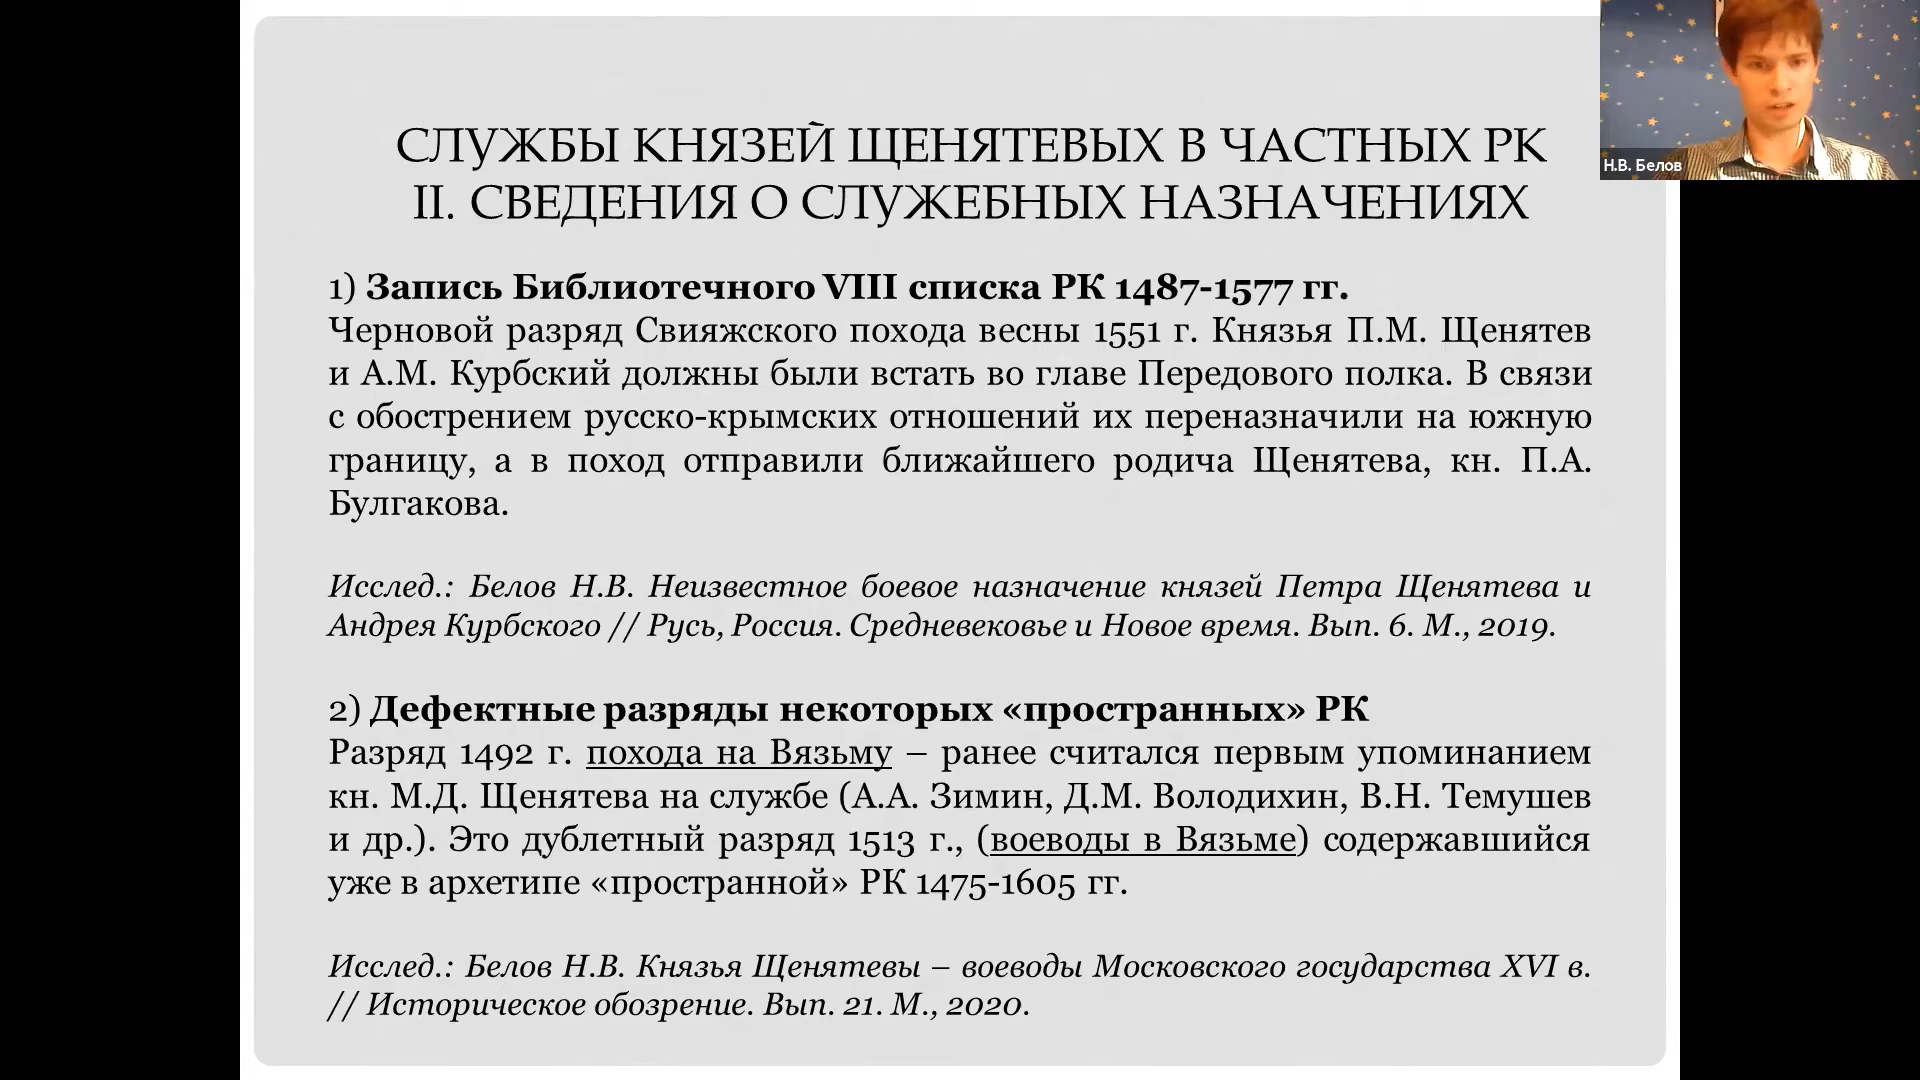 СЛУЖБЫ КНЯЗЕЙ ЩЕНЯТЕВЫХ В ЧАСТНЫХ РК
II. СВЕДЕНИЯ О СЛУЖЕБНЫХ НАЗНАЧЕНИЯХ
Н.В. Белов
1) Запись Библиотечного VIII списка РК 1487-1577 гг.
Черновой разряд Свияжского похода весны 1551 г. Князья П.М. Щенятев
и А.М. Курбский должны были встать во главе Передового полка. В связи
с обострением русско-крымских отношений их переназначили на южную
границу, а в поход отправили ближайшего родича Щенятева, кн. П.А.
Булгакова.
Исслед.: Белов Н.В. Неизвестное боевое назначение князей Петра Щенятева и
Андрея Курбского // Русь, Россия. Средневековье и Новое время. Вып. 6. М., 2019.
2) Дефектные разряды некоторых «пространных» РК
Разряд 1492 г. похода на Вязьму – ранее считался первым упоминанием
кн. М.Д. Щенятева на службе (А.А. Зимин, Д.М. Володихин, В.Н. Темушев
и др.). Это дублетный разряд 1513 г., (воеводы в Вязьме) содержавшийся
уже в архетипе «пространной» РК 1475-1605 гг.
Исслед.: Белов Н.В. Князья Щенятевы – воеводы Московского государства XVI в.
// Историческое обозрение. Вып. 21. М., 2020.